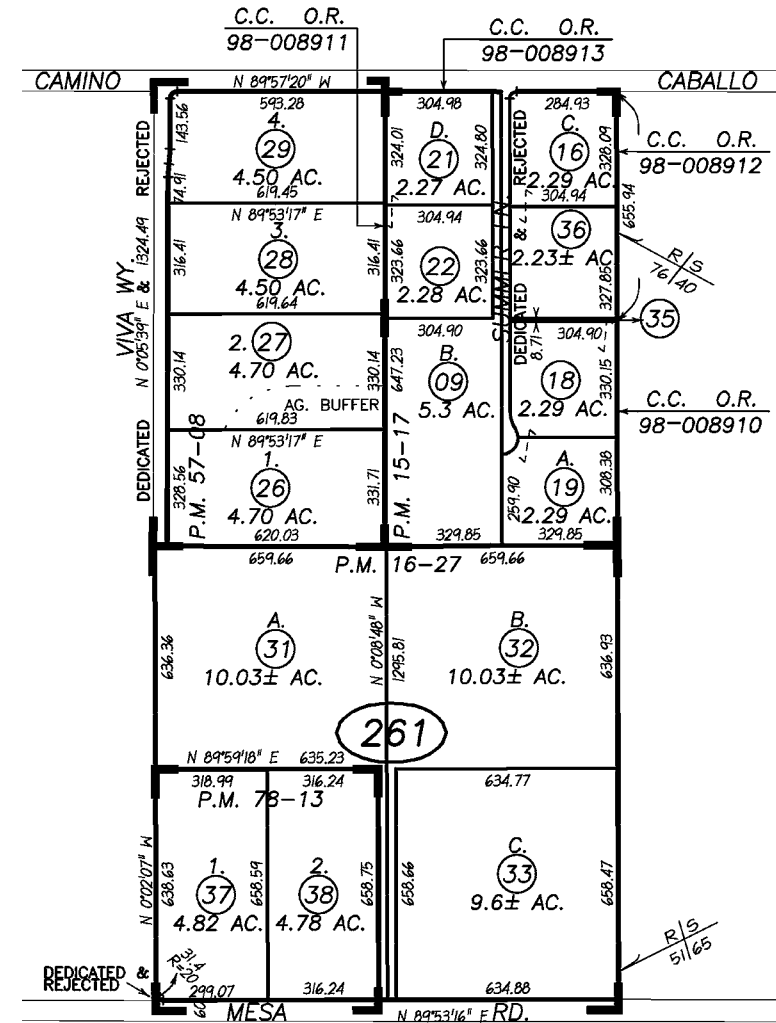 C.C. O.R.
98-008911
C.C. O.R.
98-008913
CAMINO
N 89°57'20" W
CABALLO
593.28
304.98
284.93
143.56
REJECTED
4.
29
4.50 AC.
619.45
74.91
324.01
D.
21
2.27 AC.
324.80
REJECTED
C.
16
2.29 AC.
304.94
328.09
C.C. O.R.
98-008912
655.94
N 89°53'17" E
3.
28
4.50 AC.
619.64
316.41
316.41
304.94
22
2.28 AC.
323.66
323.66
SUMMER LN.
DEDICATED &
36
2.23± AC.
327.85
R/S
76/40
VIVA WY.
N 0°05'39" E & 1324.49
2. 27
4.70 AC.
330.14
330.14
AG. BUFFER
619.83
304.90
B.
09
5.3 AC.
647.23
8.71
304.90
35
18
2.29 AC.
330.15
C.C. O.R.
98-008910
DEDICATED
P.M. 57-08
N 89°53'17" E
1.
26
4.70 AC.
328.56
331.71
620.03
P.M. 15-17
329.85
259.90
A.
19
2.29 AC.
308.38
329.85
659.66
P.M. 16-27
659.66
636.36
A.
31
10.03± AC.
N 0°08'48" W
1295.81
B.
32
10.03± AC.
636.93
261
N 89°59'18" E 635.23
318.99
316.24
P.M. 78-13
634.77
N 0°02'07" W
638.63
1.
37
4.82 AC.
658.59
2.
38
4.78 AC.
658.75
658.66
C.
33
9.6± AC.
658.47
R/S
51/65
DEDICATED &
REJECTED
31.4
R=20
299.07
316.24
634.88
60
MESA
N 89°53'16" E
RD.